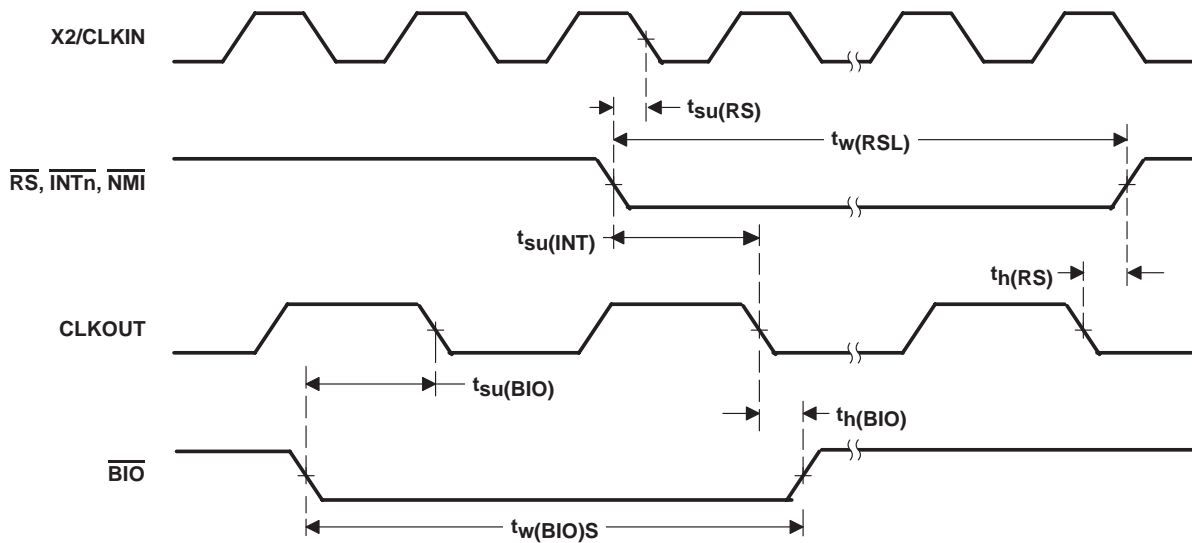 X2/CLKIN
tsu(RS)
tw(RSL)
RS, INTn, NMI
tsu(INT)
th(RS)
CLKOUT
tsu(BIO)
th(BIO)
BIO
tw(BIO)S